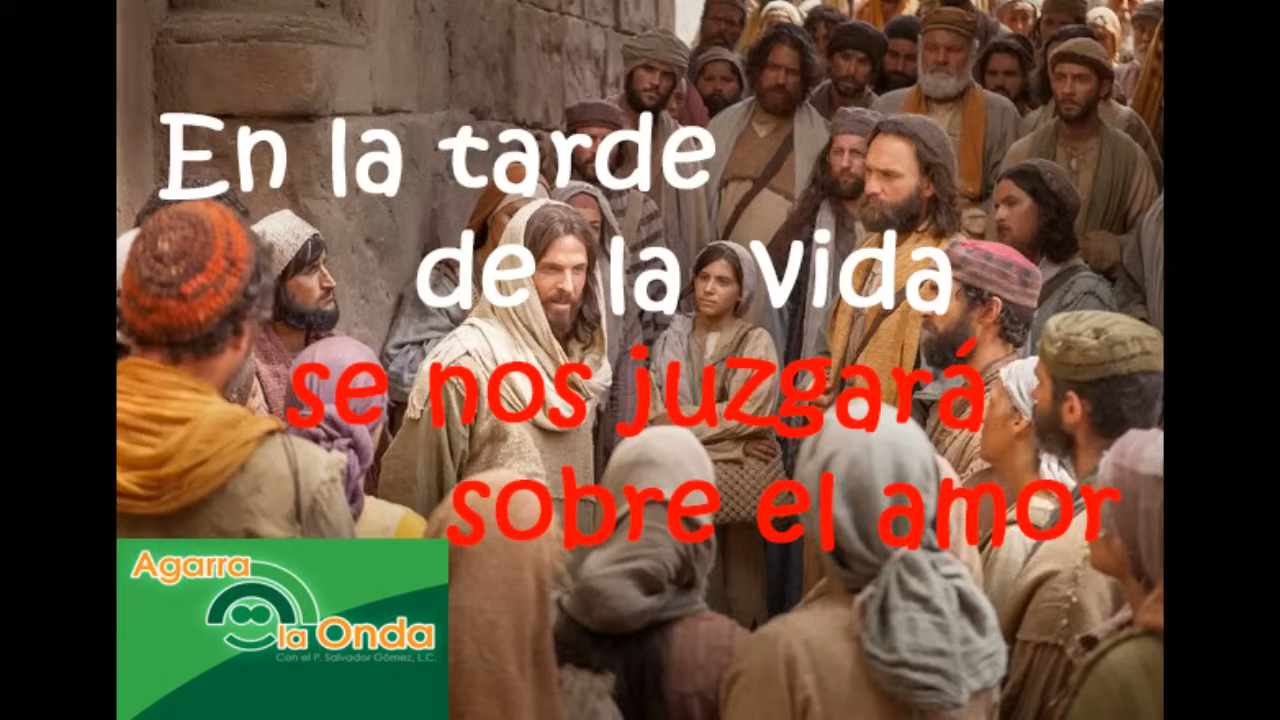 En la tarde
de la vida
se nos juzgará
sobre el amor
Agarra
la Onda
Con el P. Salvador Gómez, L.C.